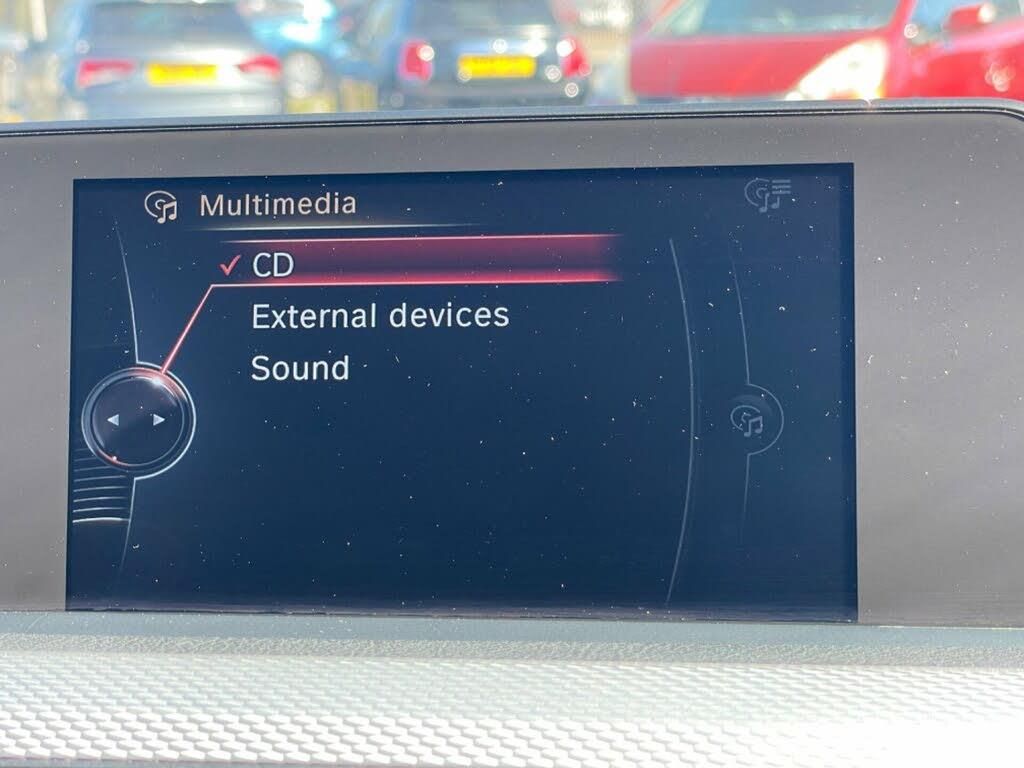 Multimedia
CD
External devices
Sound